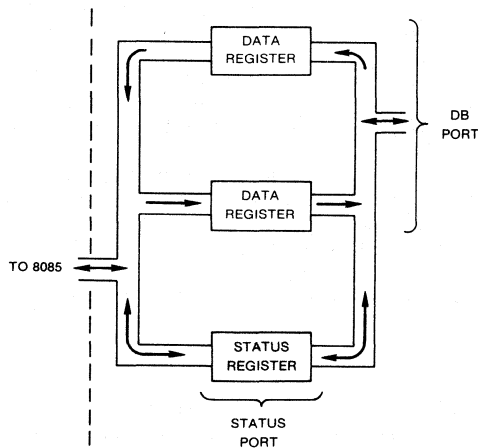 DATA
REGISTER
DB
PORT
DATA
REGISTER
TO 8085
STATUS
REGISTER
STATUS
PORT